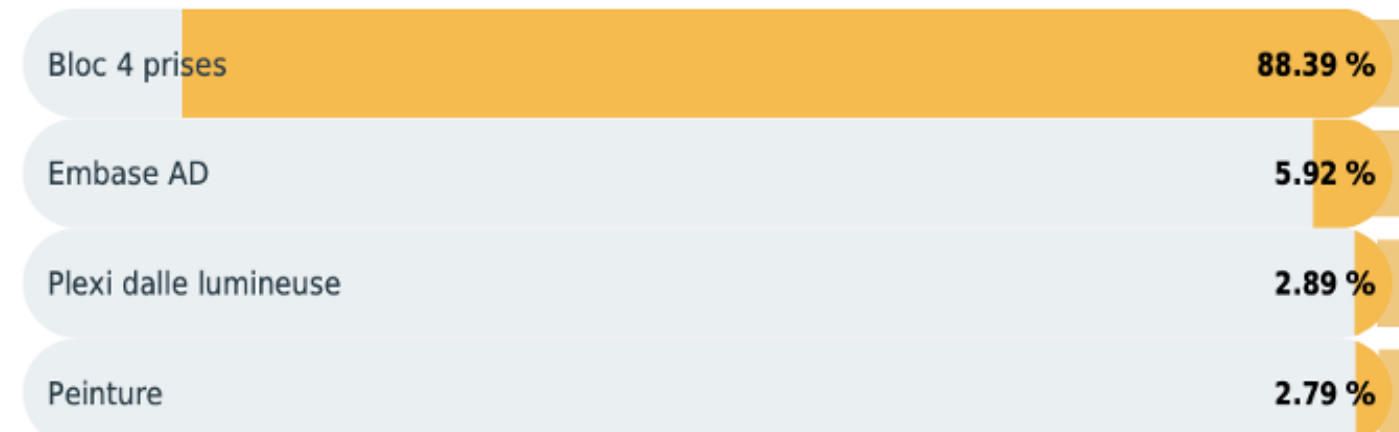 Bloc 4 prises 88.39 %
Embase AD 5.92 %
Plexi dalle lumineuse 2.89 %
Peinture 2.79 %